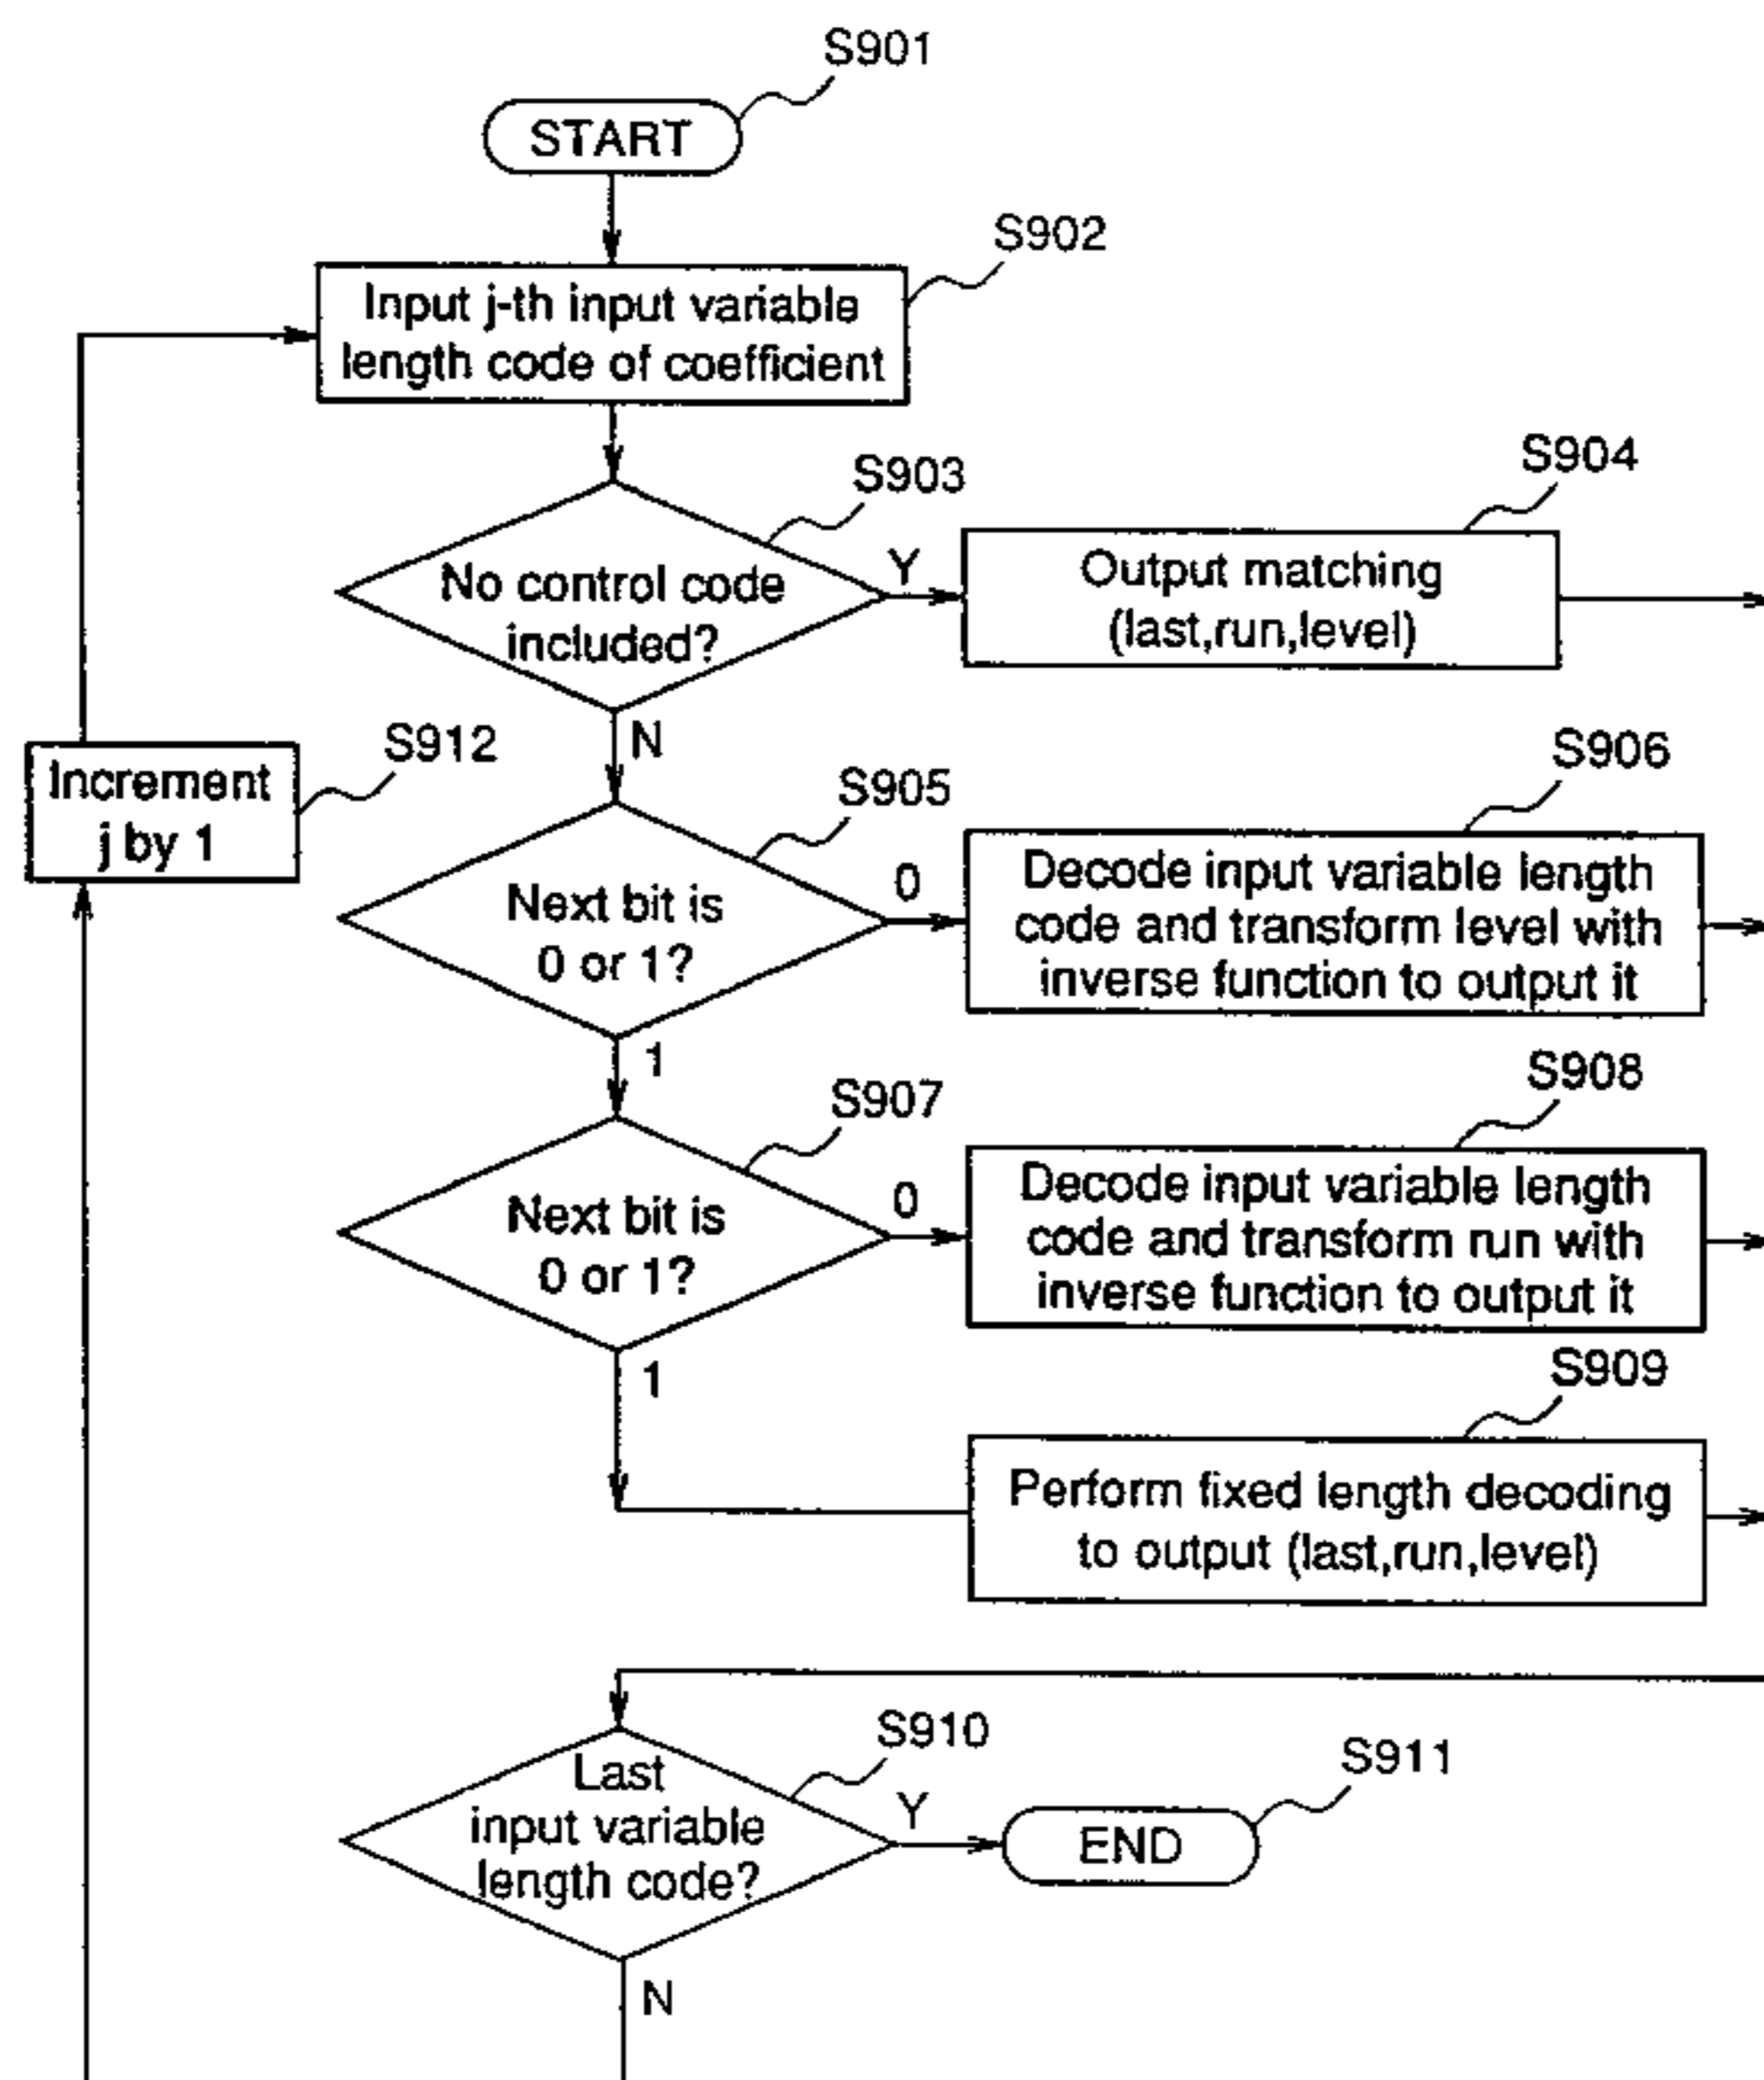 S901
START
S902
Input j-th input variable
length code of coefficient
S903
No control code
included?
Y
S904
Output matching
(last,run,level)
N
S912
Increment
j by 1
S905
Next bit is
0 or 1?
0
S906
Decode input variable length
code and transform level with
inverse function to output it
1
S907
Next bit is
0 or 1?
0
S908
Decode input variable length
code and transform run with
inverse function to output it
1
S909
Perform fixed length decoding
to output (last,run,level)
S910
Last
input variable
length code?
Y
S911
END
N